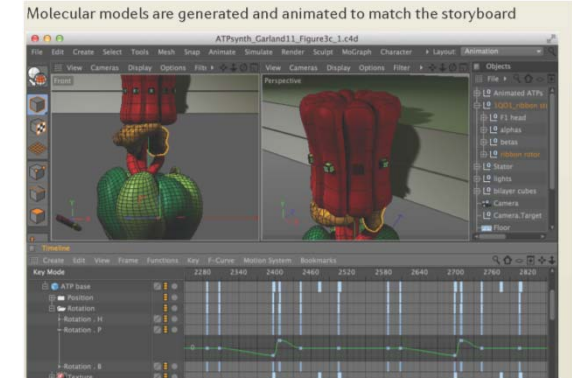 Molecular models are generated and animated to match the storyboard
ATPsynth_Garland11_Figure3c_1.c4d
File Edit Create Select Tools Mesh Snap Animate Simulate Render Sculpt MoGraph Character Layout: Animation
View Cameras Display Options Filter View Cameras Display Options Filter Objects
File
Front
Perspective
Animated ATPs
F1 head
alphas
betas
ribbon rotor
Stator
lights
bilayer cubes
Camera
Camera.Target
Floor
Timeline
Create Edit View Frame Functions Key F-Curve Motion System Bookmarks
Key Mode 2280 2340 2400 2460 2520 2580 2640 2700 2760 2820
ATP base
Position
Rotation
Rotation . H
Rotation . P
0
Rotation . B
Texture